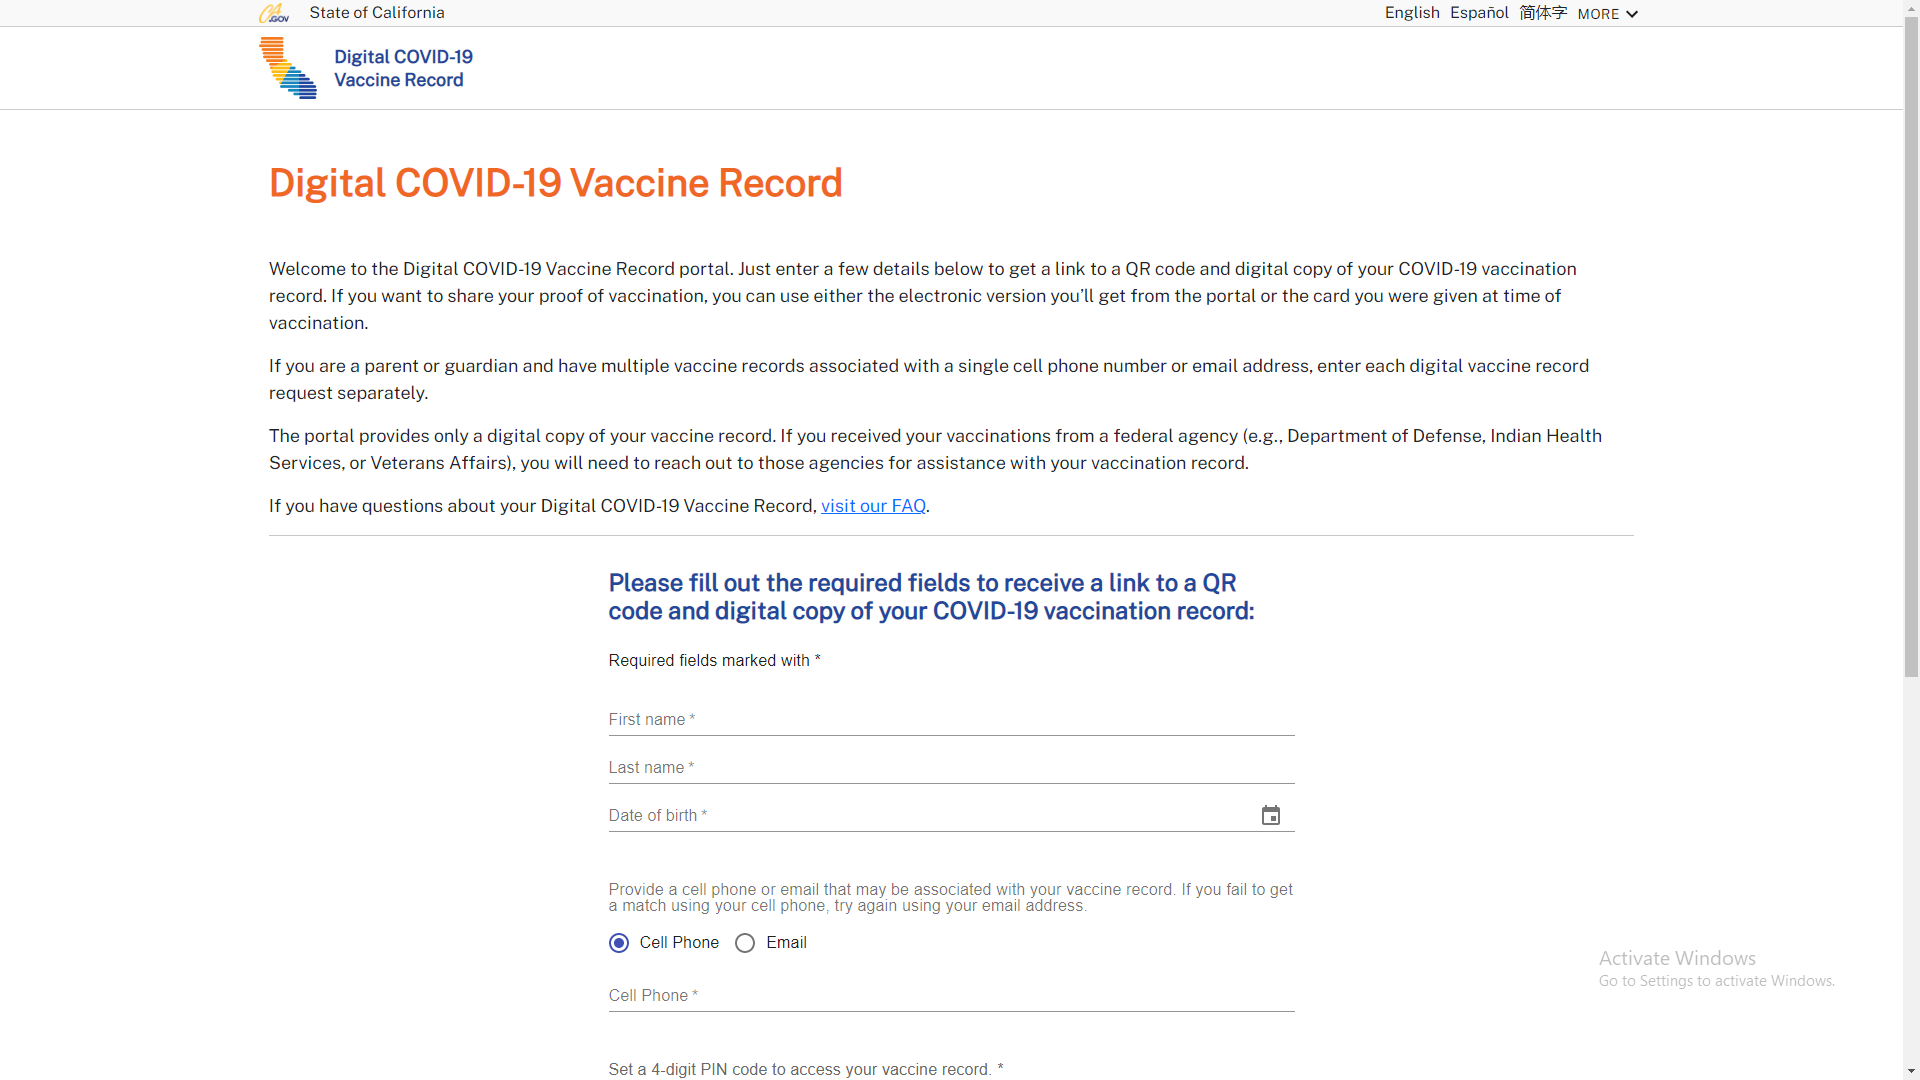 CA.GOV State of California English Español 简体字 MORE
Digital COVID-19
Vaccine Record
Digital COVID-19 Vaccine Record
Welcome to the Digital COVID-19 Vaccine Record portal. Just enter a few details below to get a link to a QR code and digital copy of your COVID-19 vaccination
record. If you want to share your proof of vaccination, you can use either the electronic version you’ll get from the portal or the card you were given at time of
vaccination.
If you are a parent or guardian and have multiple vaccine records associated with a single cell phone number or email address, enter each digital vaccine record
request separately.
The portal provides only a digital copy of your vaccine record. If you received your vaccinations from a federal agency (e.g., Department of Defense, Indian Health
Services, or Veterans Affairs), you will need to reach out to those agencies for assistance with your vaccination record.
If you have questions about your Digital COVID-19 Vaccine Record, visit our FAQ.
Please fill out the required fields to receive a link to a QR
code and digital copy of your COVID-19 vaccination record:
Required fields marked with *
First name *
Last name *
Date of birth *
Provide a cell phone or email that may be associated with your vaccine record. If you fail to get
a match using your cell phone, try again using your email address.
Cell Phone Email
Cell Phone *
Set a 4-digit PIN code to access your vaccine record. *
Activate Windows
Go to Settings to activate Windows.